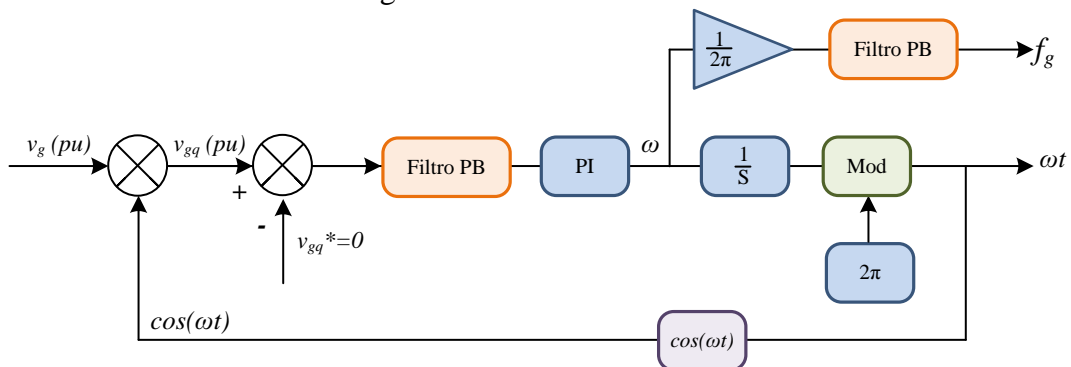 g
1
2π
Filtro PB
f_g
v_g (pu)
v_gq (pu)
+
-
v_gq*=0
Filtro PB
PI
ω
1
S
Mod
ωt
2π
cos(ωt)
cos(ωt)